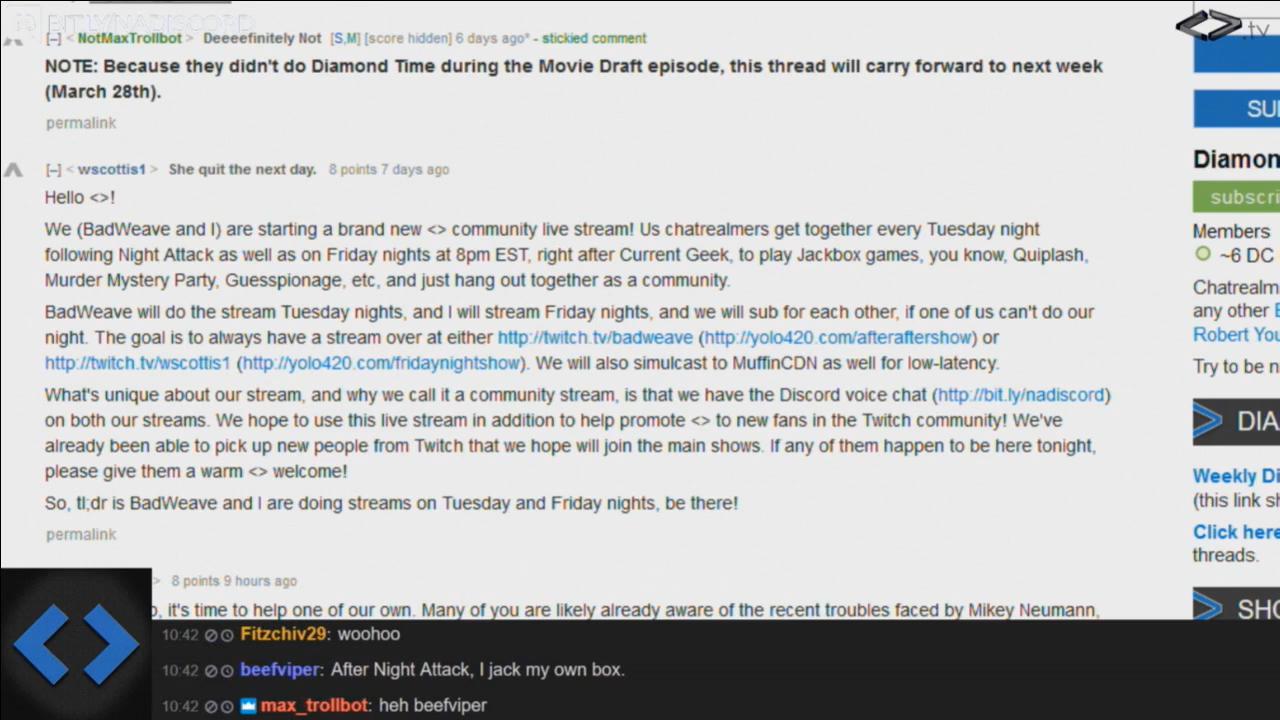 BIT.LY/NADISCORD
.tv
[–] < NotMaxTrollbot > Deeeefinitely Not [S,M] [score hidden] 6 days ago* - stickied comment
NOTE: Because they didn't do Diamond Time during the Movie Draft episode, this thread will carry forward to next week
(March 28th).
permalink
SU
[–] < wscottis1 > She quit the next day. 8 points 7 days ago
Hello <>!
We (BadWeave and I) are starting a brand new <> community live stream! Us chatrealmers get together every Tuesday night
following Night Attack as well as on Friday nights at 8pm EST, right after Current Geek, to play Jackbox games, you know, Quiplash,
Murder Mystery Party, Guesspionage, etc, and just hang out together as a community.
BadWeave will do the stream Tuesday nights, and I will stream Friday nights, and we will sub for each other, if one of us can't do our
night. The goal is to always have a stream over at either http://twitch.tv/badweave (http://yolo420.com/afteraftershow) or
http://twitch.tv/wscottis1 (http://yolo420.com/fridaynightshow). We will also simulcast to MuffinCDN as well for low-latency.
What's unique about our stream, and why we call it a community stream, is that we have the Discord voice chat (http://bit.ly/nadiscord)
on both our streams. We hope to use this live stream in addition to help promote <> to new fans in the Twitch community! We've
already been able to pick up new people from Twitch that we hope will join the main shows. If any of them happen to be here tonight,
please give them a warm <> welcome!
So, tl;dr is BadWeave and I are doing streams on Tuesday and Friday nights, be there!
permalink
> 8 points 9 hours ago
o, it's time to help one of our own. Many of you are likely already aware of the recent troubles faced by Mikey Neumann,
Diamon
subscri
Members
~6 DC
Chatrealm
any other
Robert You
Try to be n
DIA
Weekly Di
(this link sh
Click here
threads.
SHO
10:42 Fitzchiv29: woohoo
10:42 beefviper: After Night Attack, I jack my own box.
10:42 max_trollbot: heh beefviper